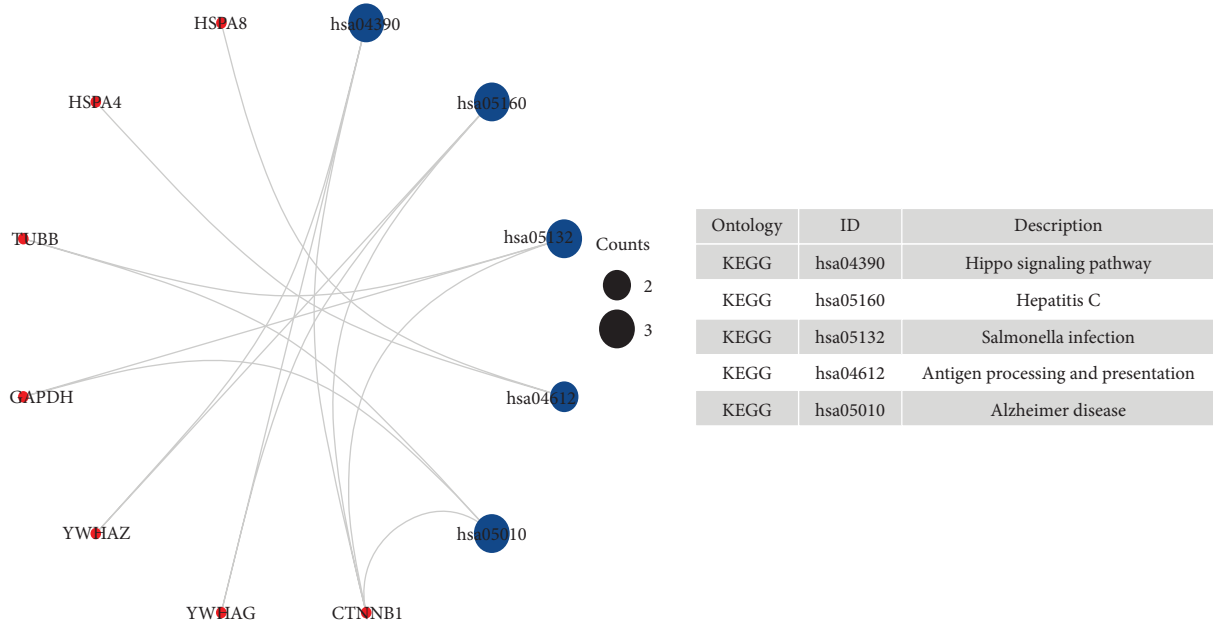 HSPA8
hsa04390
HSPA4
hsa05160
TUBB
hsa05132
GAPDH
hsa04612
YWHAZ
hsa05010
YWHAG
CTNNB1
Counts
2
3
Ontology ID Description
KEGG hsa04390 Hippo signaling pathway
KEGG hsa05160 Hepatitis C
KEGG hsa05132 Salmonella infection
KEGG hsa04612 Antigen processing and presentation
KEGG hsa05010 Alzheimer disease